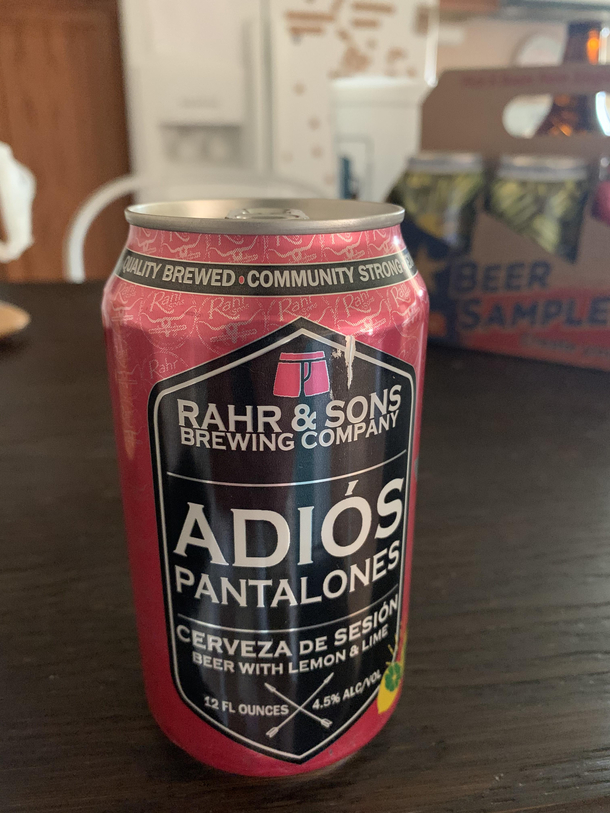 QUALITY BREWED • COMMUNITY STRONG
RAHR & SONS
BREWING COMPANY
ADIÓS
PANTALONES
CERVEZA DE SESIÓN
BEER WITH LEMON & LIME
12 FL OUNCES
4.5% ALC/VOL
BEER
SAMPLE